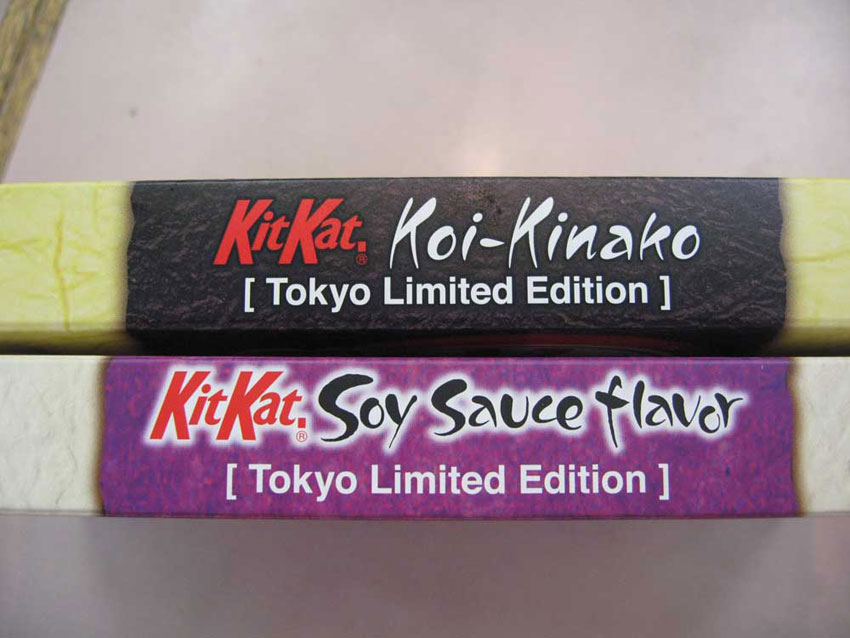 KitKat.® Koi-Kinako
[ Tokyo Limited Edition ]
KitKat.® Soy Sauce flavor
[ Tokyo Limited Edition ]